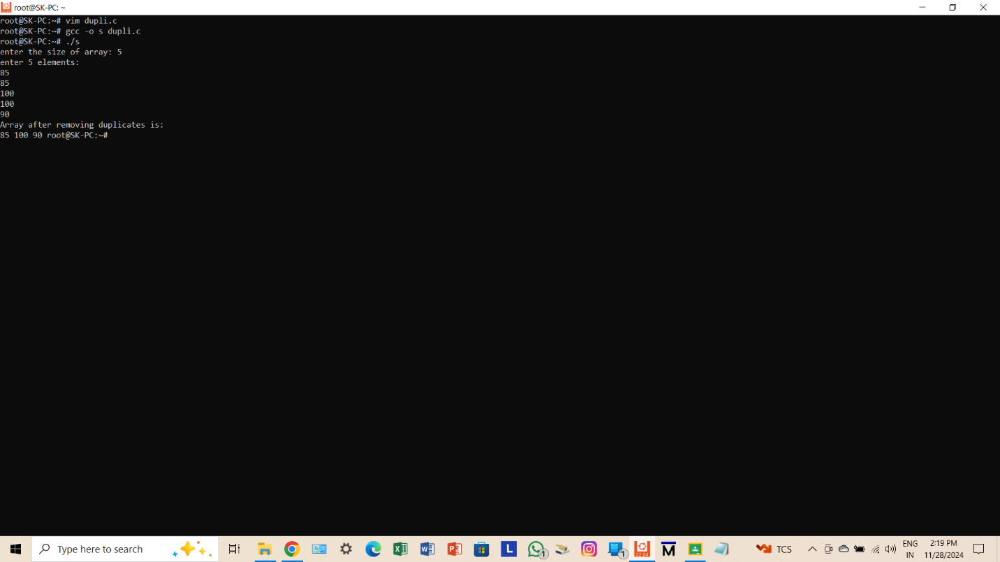 root@SK-PC: ~
root@SK-PC:~# vim dupli.c
root@SK-PC:~# gcc -o s dupli.c
root@SK-PC:~# ./s
enter the size of array: 5
enter 5 elements:
85
85
100
100
90
Array after removing duplicates is:
85 100 90 root@SK-PC:~#
Type here to search
L
1
1
22.04
M
TCS
ENG
IN
2:19 PM
11/28/2024